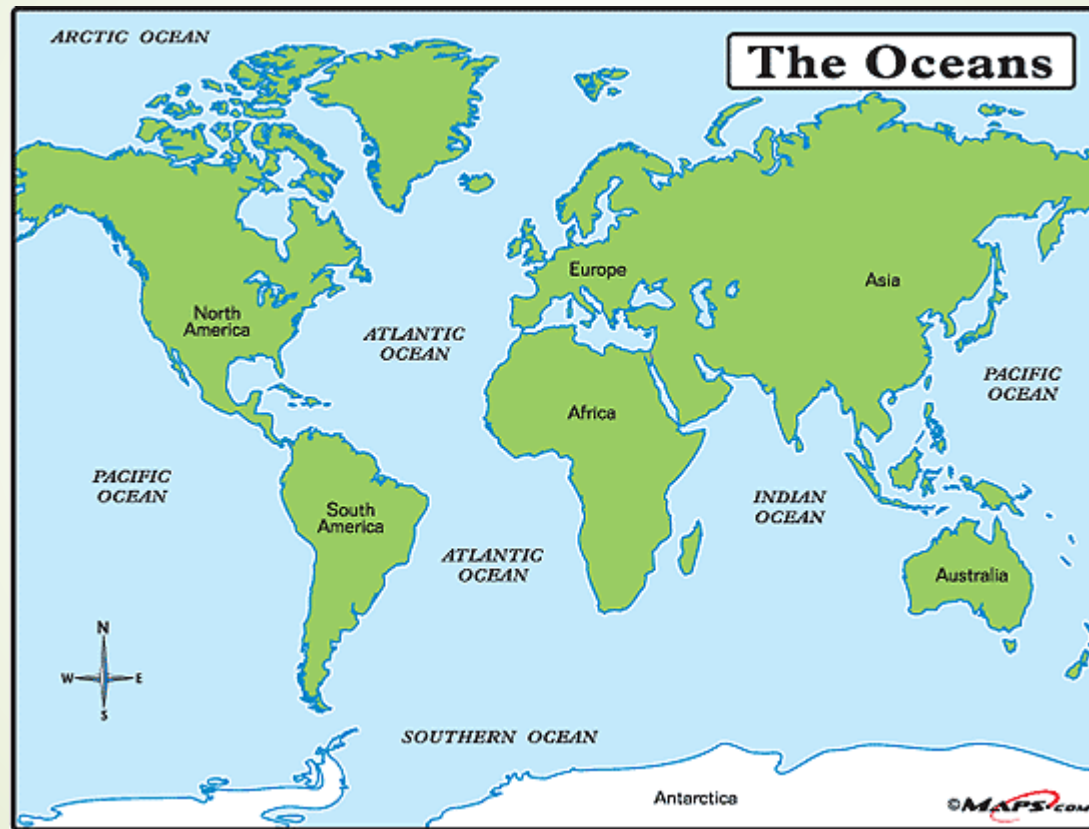 ARCTIC OCEAN
The Oceans
Europe
Asia
North
America
ATLANTIC
OCEAN
PACIFIC
OCEAN
Africa
PACIFIC
OCEAN
INDIAN
OCEAN
South
America
ATLANTIC
OCEAN
Australia
N
W E
S
SOUTHERN OCEAN
Antarctica
©MAPS.COM